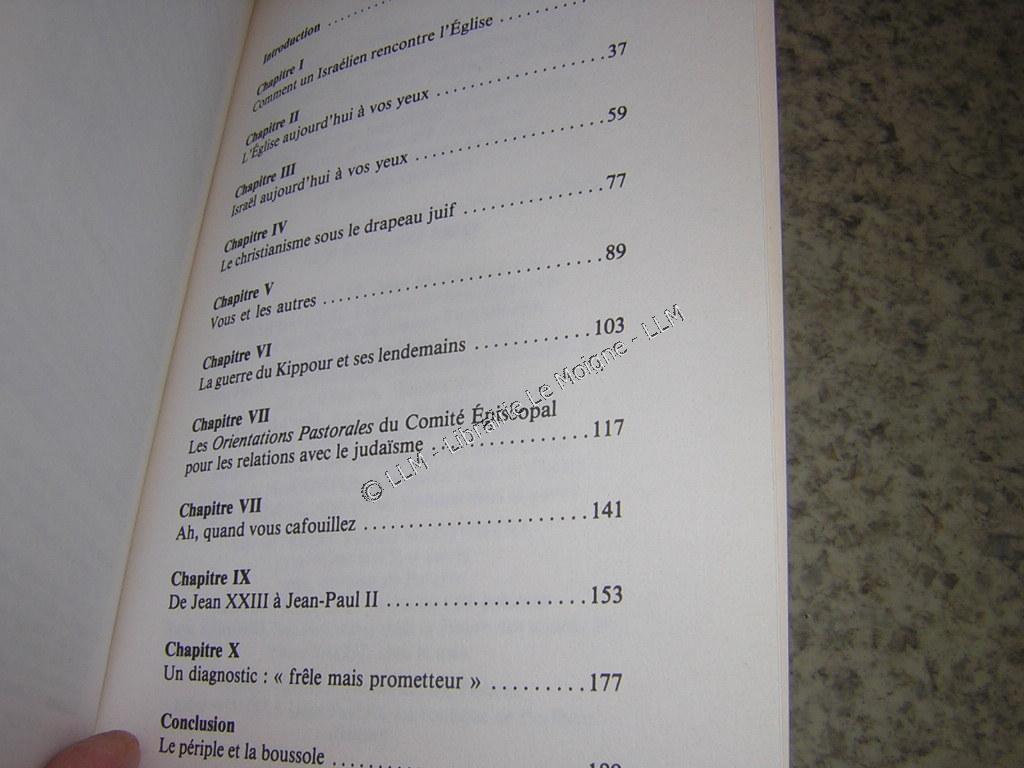 Introduction ..........
Chapitre I
Comment un Israélien rencontre l'Église ..........
37
Chapitre II
L'Église aujourd'hui à vos yeux ....................
59
Chapitre III
Israël aujourd'hui à vos yeux ....................
77
Chapitre IV
Le christianisme sous le drapeau juif ...............
89
Chapitre V
Vous et les autres ..............................
Chapitre VI
La guerre du Kippour et ses lendemains ...........103
Chapitre VII
Les Orientations Pastorales du Comité Épiscopal
pour les relations avec le judaïsme ..............117
Chapitre VII
Ah, quand vous cafouillez ......................141
Chapitre IX
De Jean XXIII à Jean-Paul II ....................153
Chapitre X
Un diagnostic : « frêle mais prometteur » .........177
Conclusion
Le périple et la boussole ....................
© LLM - Librairie Le Moigne - LLM